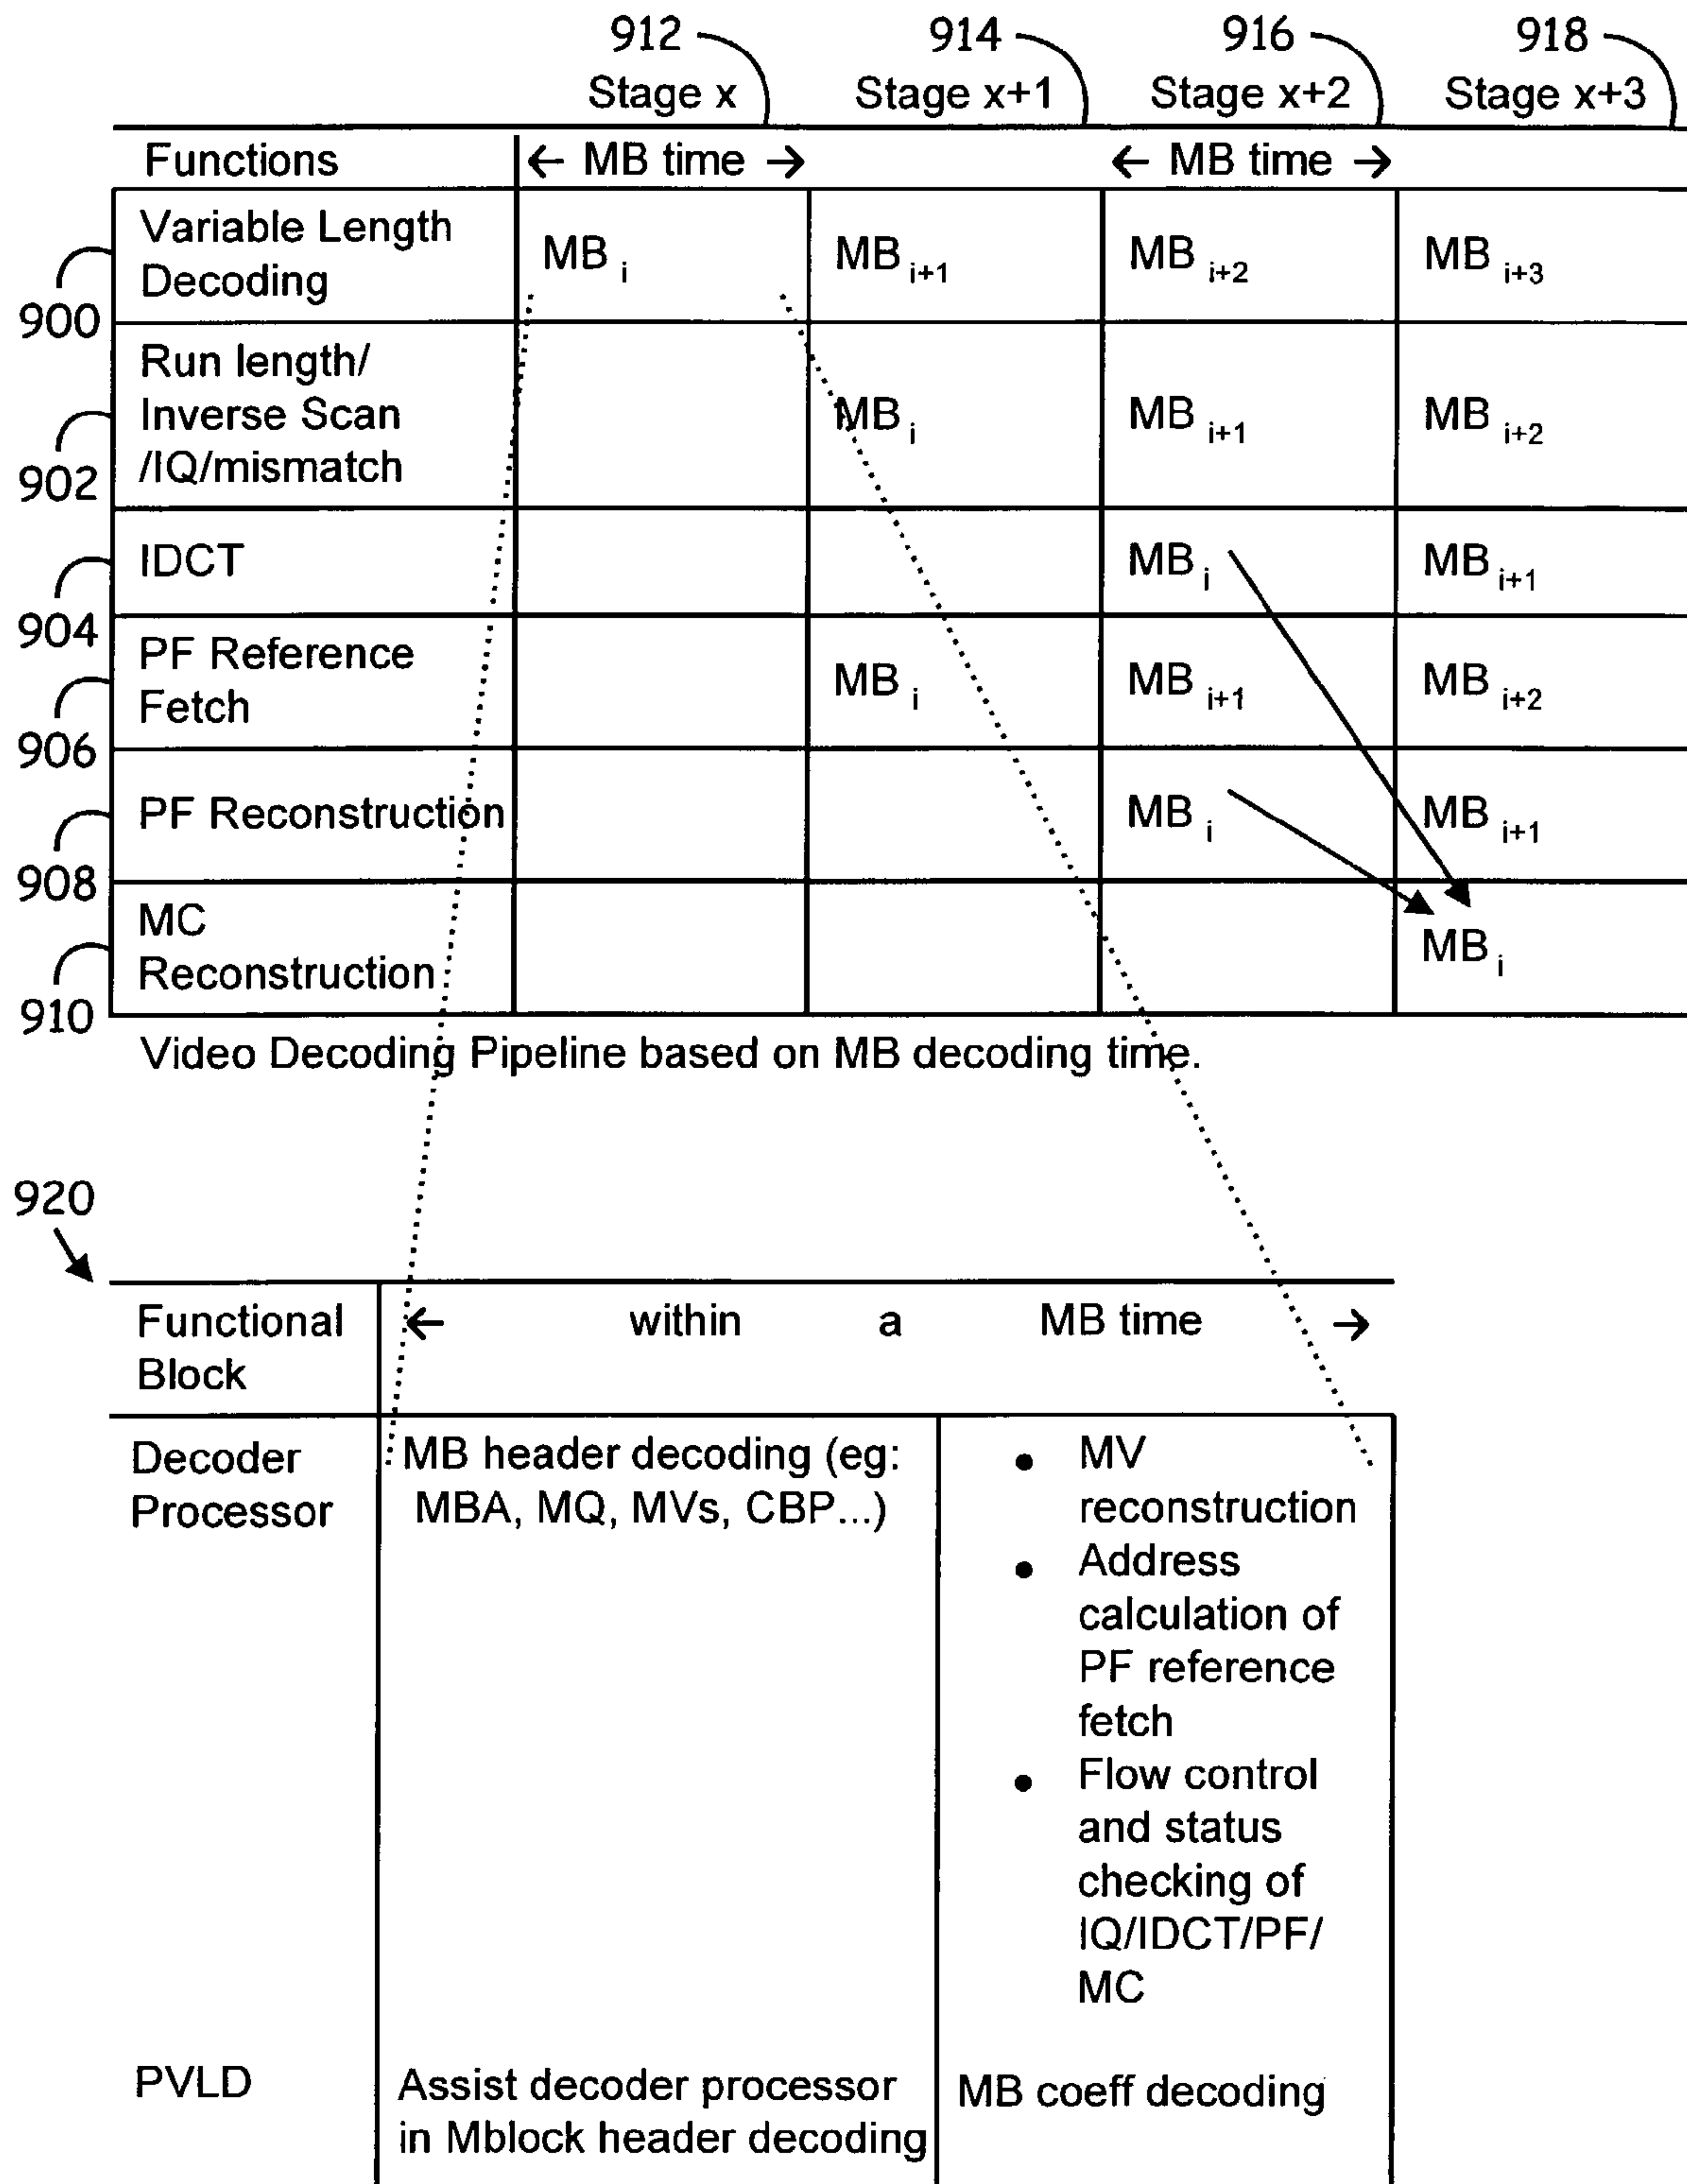 912 914 916 918
Stage x Stage x+1 Stage x+2 Stage x+3
Functions ← MB time → ← MB time →
Variable Length
Decoding
MB i MB i+1 MB i+2 MB i+3
900
Run length/
Inverse Scan
/IQ/mismatch
MB i MB i+1 MB i+2
902
IDCT MB i MB i+1
904
PF Reference
Fetch
MB i MB i+1 MB i+2
906
PF Reconstruction MB i MB i+1
908
MC
Reconstruction
MB i
910
Video Decoding Pipeline based on MB decoding time.
920
Functional
Block
← within a MB time →
Decoder
Processor
MB header decoding (eg:
MBA, MQ, MVs, CBP...)
• MV
reconstruction
• Address
calculation of
PF reference
fetch
• Flow control
and status
checking of
IQ/IDCT/PF/
MC
PVLD
Assist decoder processor
in Mblock header decoding
MB coeff decoding